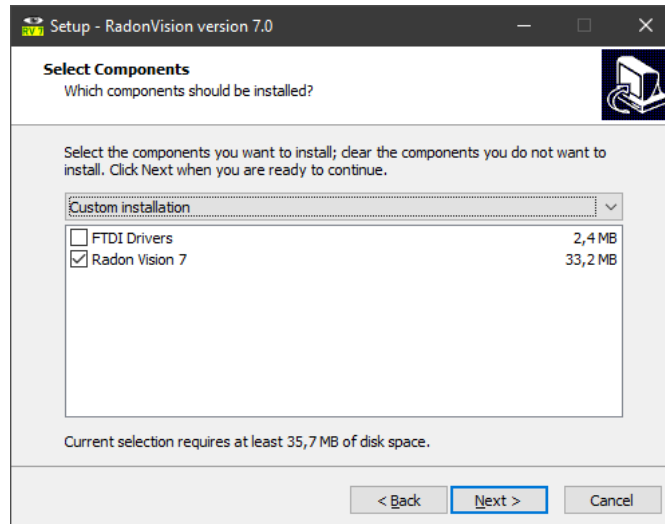 RV 7 Setup - RadonVision version 7.0
Select Components
Which components should be installed?
Select the components you want to install; clear the components you do not want to
install. Click Next when you are ready to continue.
Custom installation
FTDI Drivers 2,4 MB
Radon Vision 7 33,2 MB
Current selection requires at least 35,7 MB of disk space.
< Back Next > Cancel